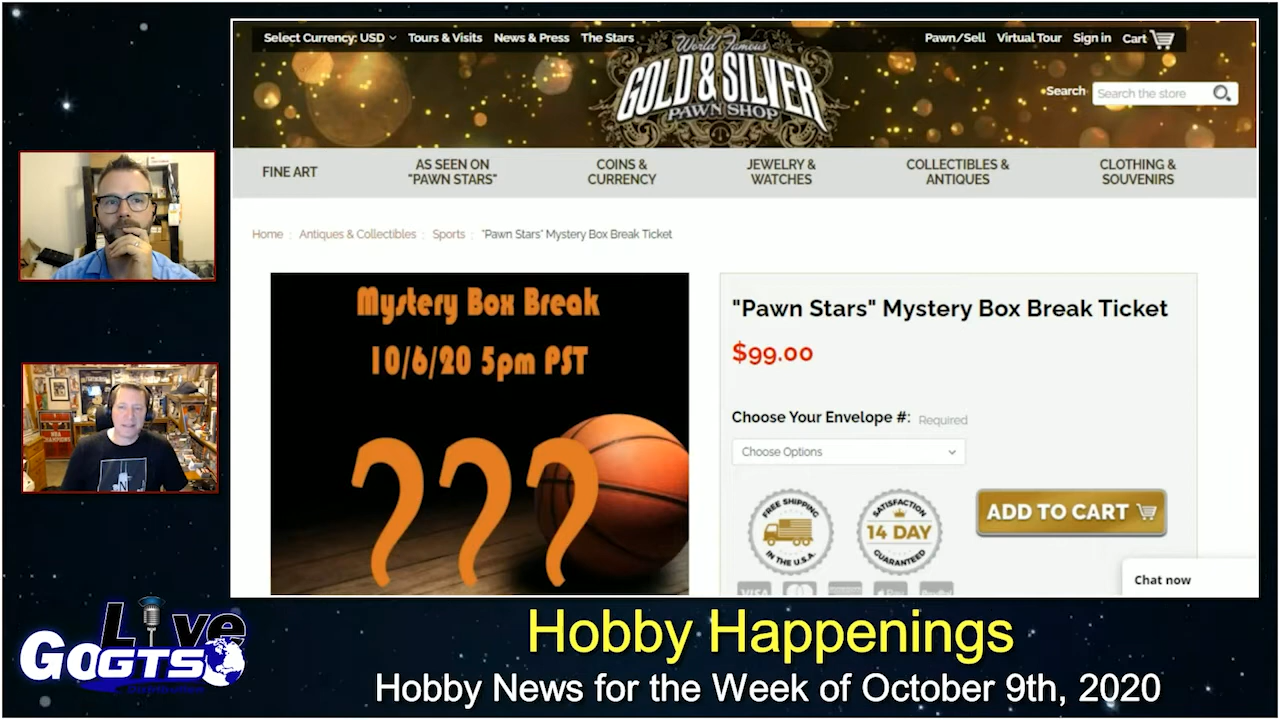 Select Currency: USD
Tours & Visits
News & Press
The Stars
Pawn/Sell
Virtual Tour
Sign in
Cart
World Famous
GOLD & SILVER
PAWN SHOP
Search
Search the store
FINE ART
AS SEEN ON
"PAWN STARS"
COINS &
CURRENCY
JEWELRY &
WATCHES
COLLECTIBLES &
ANTIQUES
CLOTHING &
SOUVENIRS
Home : Antiques & Collectibles : Sports : "Pawn Stars" Mystery Box Break Ticket
Mystery Box Break
10/6/20 5pm PST
???
"Pawn Stars" Mystery Box Break Ticket
$99.00
Choose Your Envelope #: Required
Choose Options
FREE SHIPPING
IN THE U.S.A.
SATISFACTION
14 DAY
GUARANTEED
ADD TO CART
VISA
Chat now
Live
GOGTS
Distribution
Hobby Happenings
Hobby News for the Week of October 9th, 2020